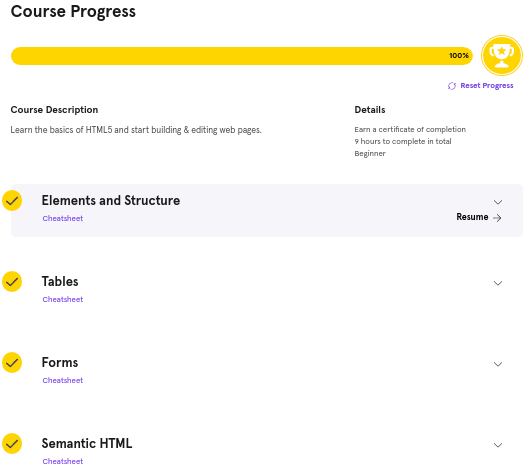 Course Progress
100%
Reset Progress
Course Description
Learn the basics of HTML5 and start building & editing web pages.
Details
Earn a certificate of completion
9 hours to complete in total
Beginner
Elements and Structure
Cheatsheet
Resume
Tables
Cheatsheet
Forms
Cheatsheet
Semantic HTML
Cheatsheet